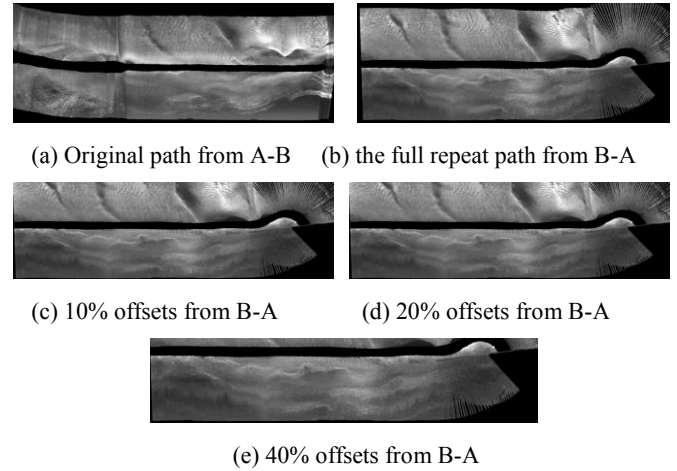 (a) Original path from A-B (b) the full repeat path from B-A
(c) 10% offsets from B-A (d) 20% offsets from B-A
(e) 40% offsets from B-A